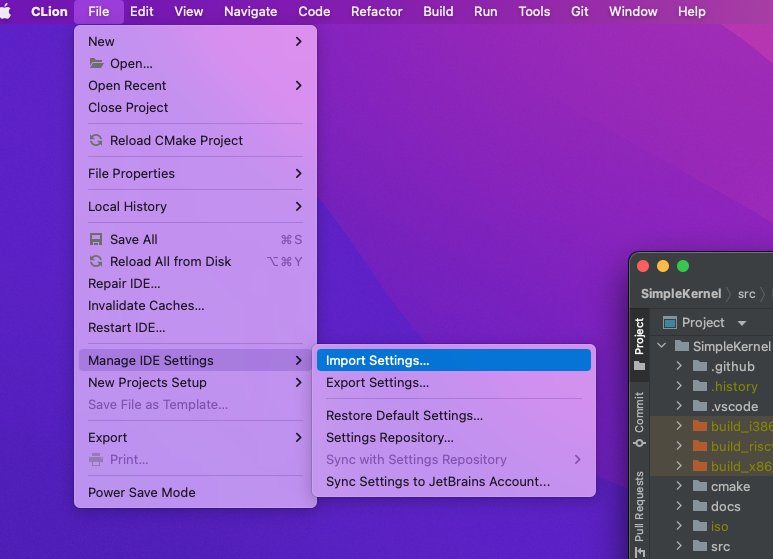 CLion File Edit View Navigate Code Refactor Build Run Tools Git Window Help
New
Open...
Open Recent
Close Project
Reload CMake Project
File Properties
Local History
Save All ⌘S
Reload All from Disk ⌥⌘Y
Repair IDE...
Invalidate Caches...
Restart IDE...
Manage IDE Settings
New Projects Setup
Save File as Template...
Export
Print...
Power Save Mode
Import Settings...
Export Settings...
Restore Default Settings...
Settings Repository...
Sync with Settings Repository
Sync Settings to JetBrains Account...
SimpleKernel src
Project
Commit
Pull Requests
Project
SimpleKernel
.github
.history
.vscode
build_i386
build_riscv
build_x86
cmake
docs
iso
src